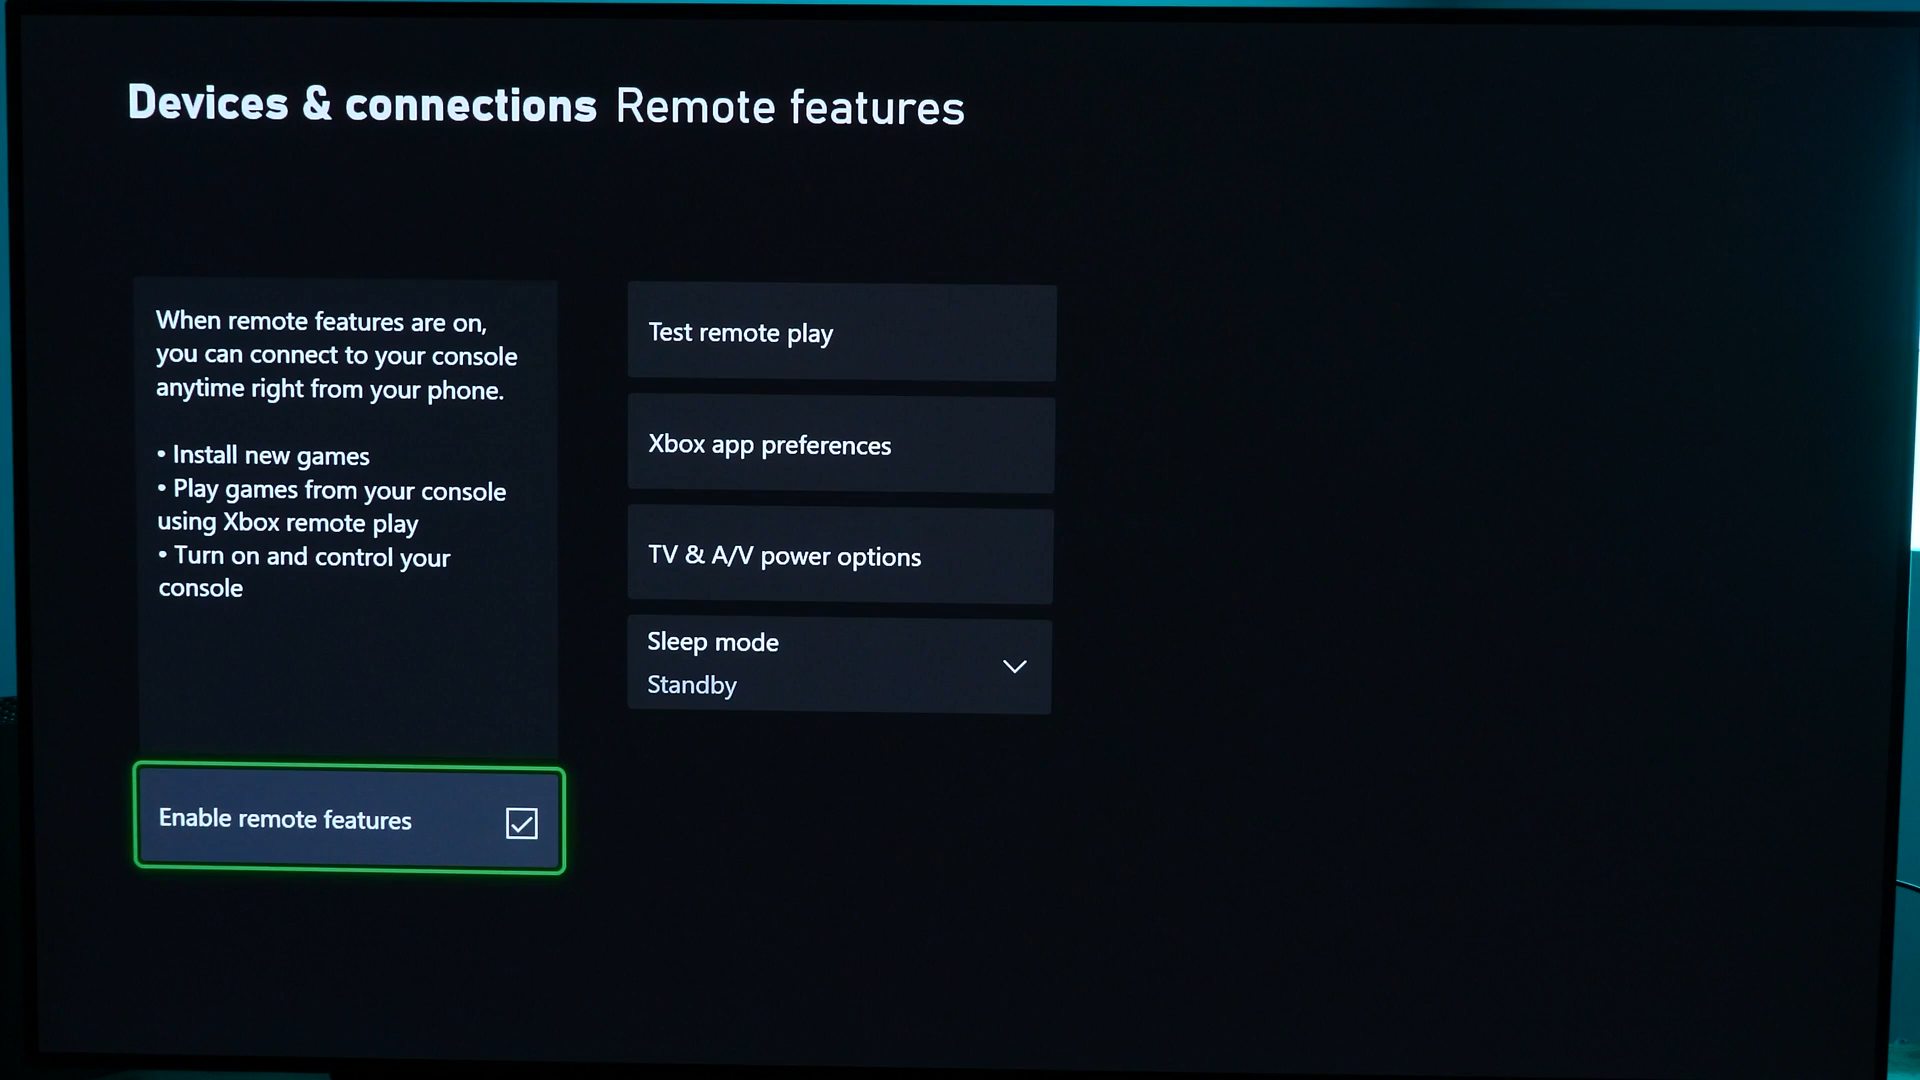 Devices & connections Remote features
When remote features are on,
you can connect to your console
anytime right from your phone.
• Install new games
• Play games from your console
using Xbox remote play
• Turn on and control your
console
Enable remote features
Test remote play
Xbox app preferences
TV & A/V power options
Sleep mode
Standby